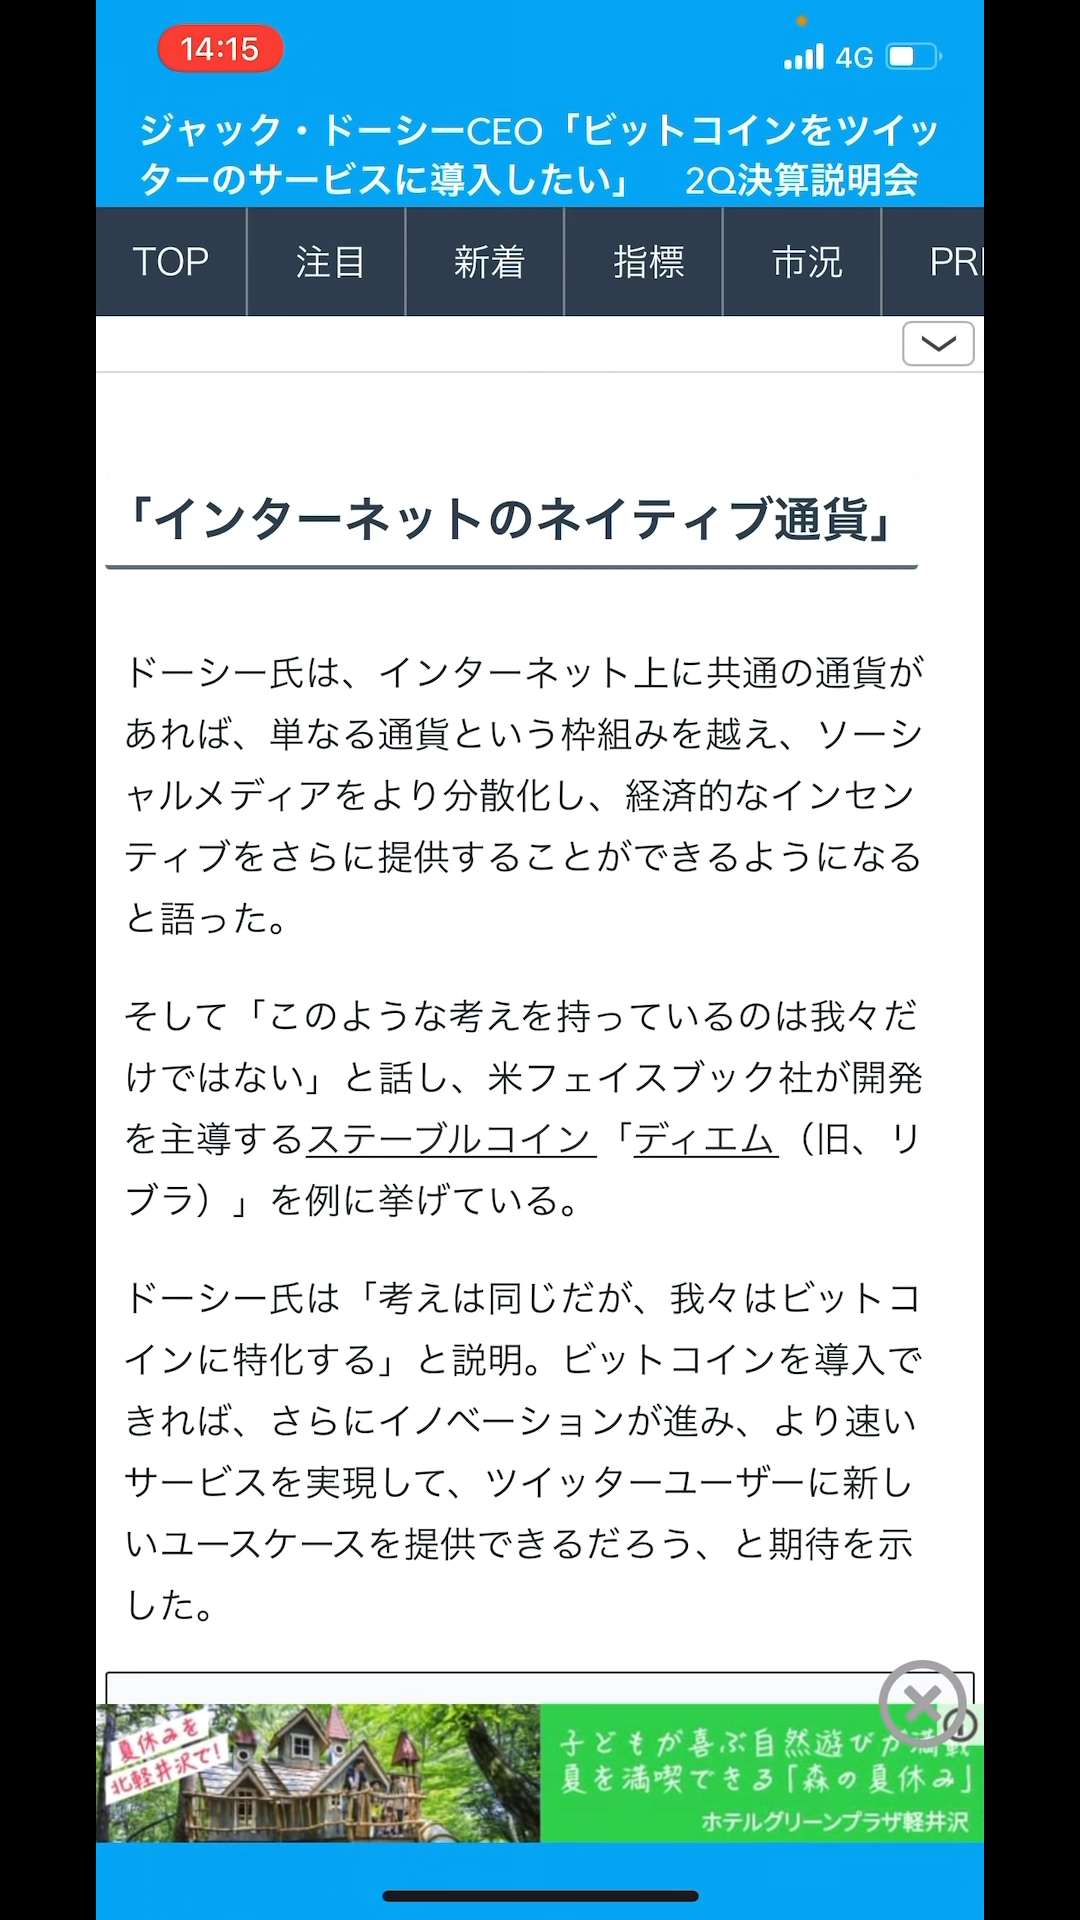 14:15
4G
ジャック・ドーシーCEO「ビットコインをツイッ
ターのサービスに導入したい」　2Q決算説明会
TOP
注目
新着
指標
市況
「インターネットのネイティブ通貨」
ドーシー氏は、インターネット上に共通の通貨が
あれば、単なる通貨という枠組みを越え、ソーシ
ャルメディアをより分散化し、経済的なインセン
ティブをさらに提供することができるようになる
と語った。
そして「このような考えを持っているのは我々だ
けではない」と話し、米フェイスブック社が開発
を主導するステーブルコイン「ディエム（旧、リ
ブラ）」を例に挙げている。
ドーシー氏は「考えは同じだが、我々はビットコ
インに特化する」と説明。ビットコインを導入で
きれば、さらにイノベーションが進み、より速い
サービスを実現して、ツイッターユーザーに新し
いユースケースを提供できるだろう、と期待を示
した。
夏休みを
北軽井沢で!
子どもが喜ぶ自然遊びが満載
夏を満喫できる「森の夏休み」
ホテルグリーンプラザ軽井沢